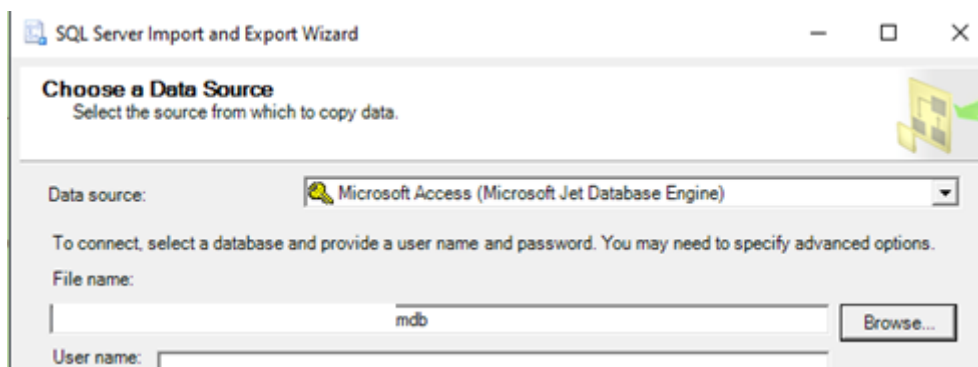 SQL Server Import and Export Wizard
Choose a Data Source
Select the source from which to copy data.
Data source: Microsoft Access (Microsoft Jet Database Engine)
To connect, select a database and provide a user name and password. You may need to specify advanced options.
File name:
mdb Browse...
User name: